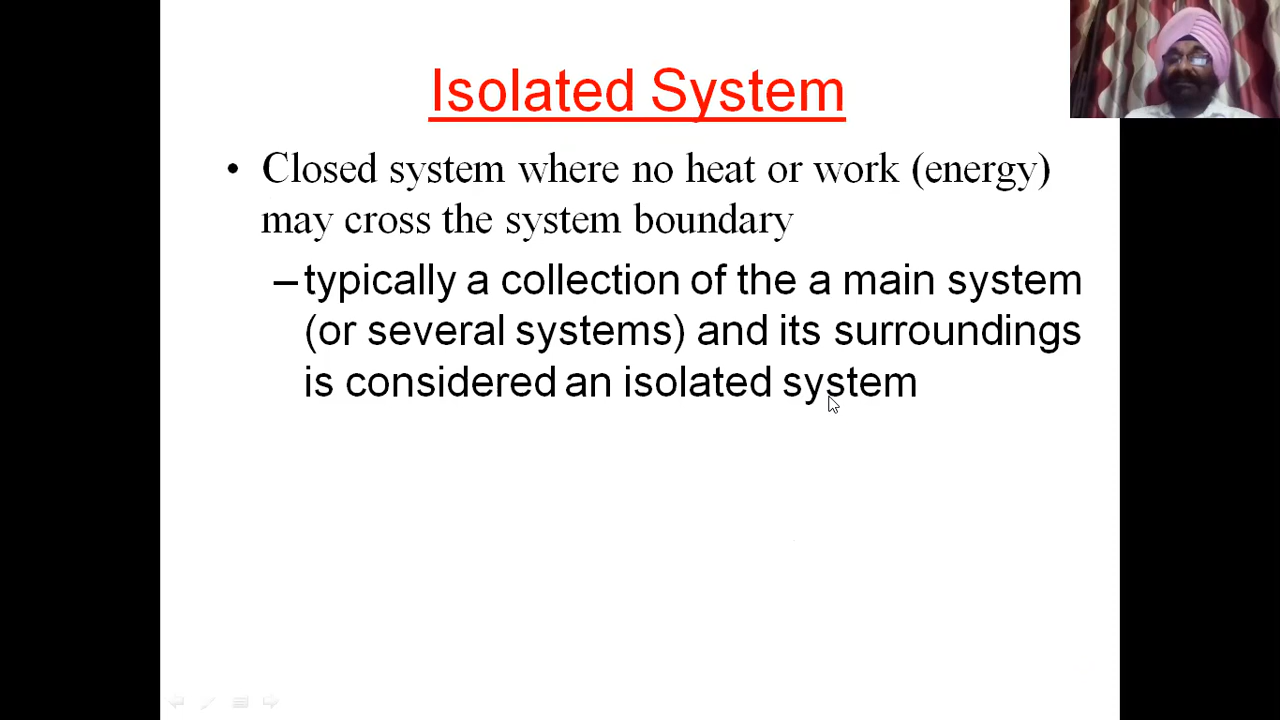 Isolated System
• Closed system where no heat or work (energy)
may cross the system boundary
–typically a collection of the a main system
(or several systems) and its surroundings
is considered an isolated system